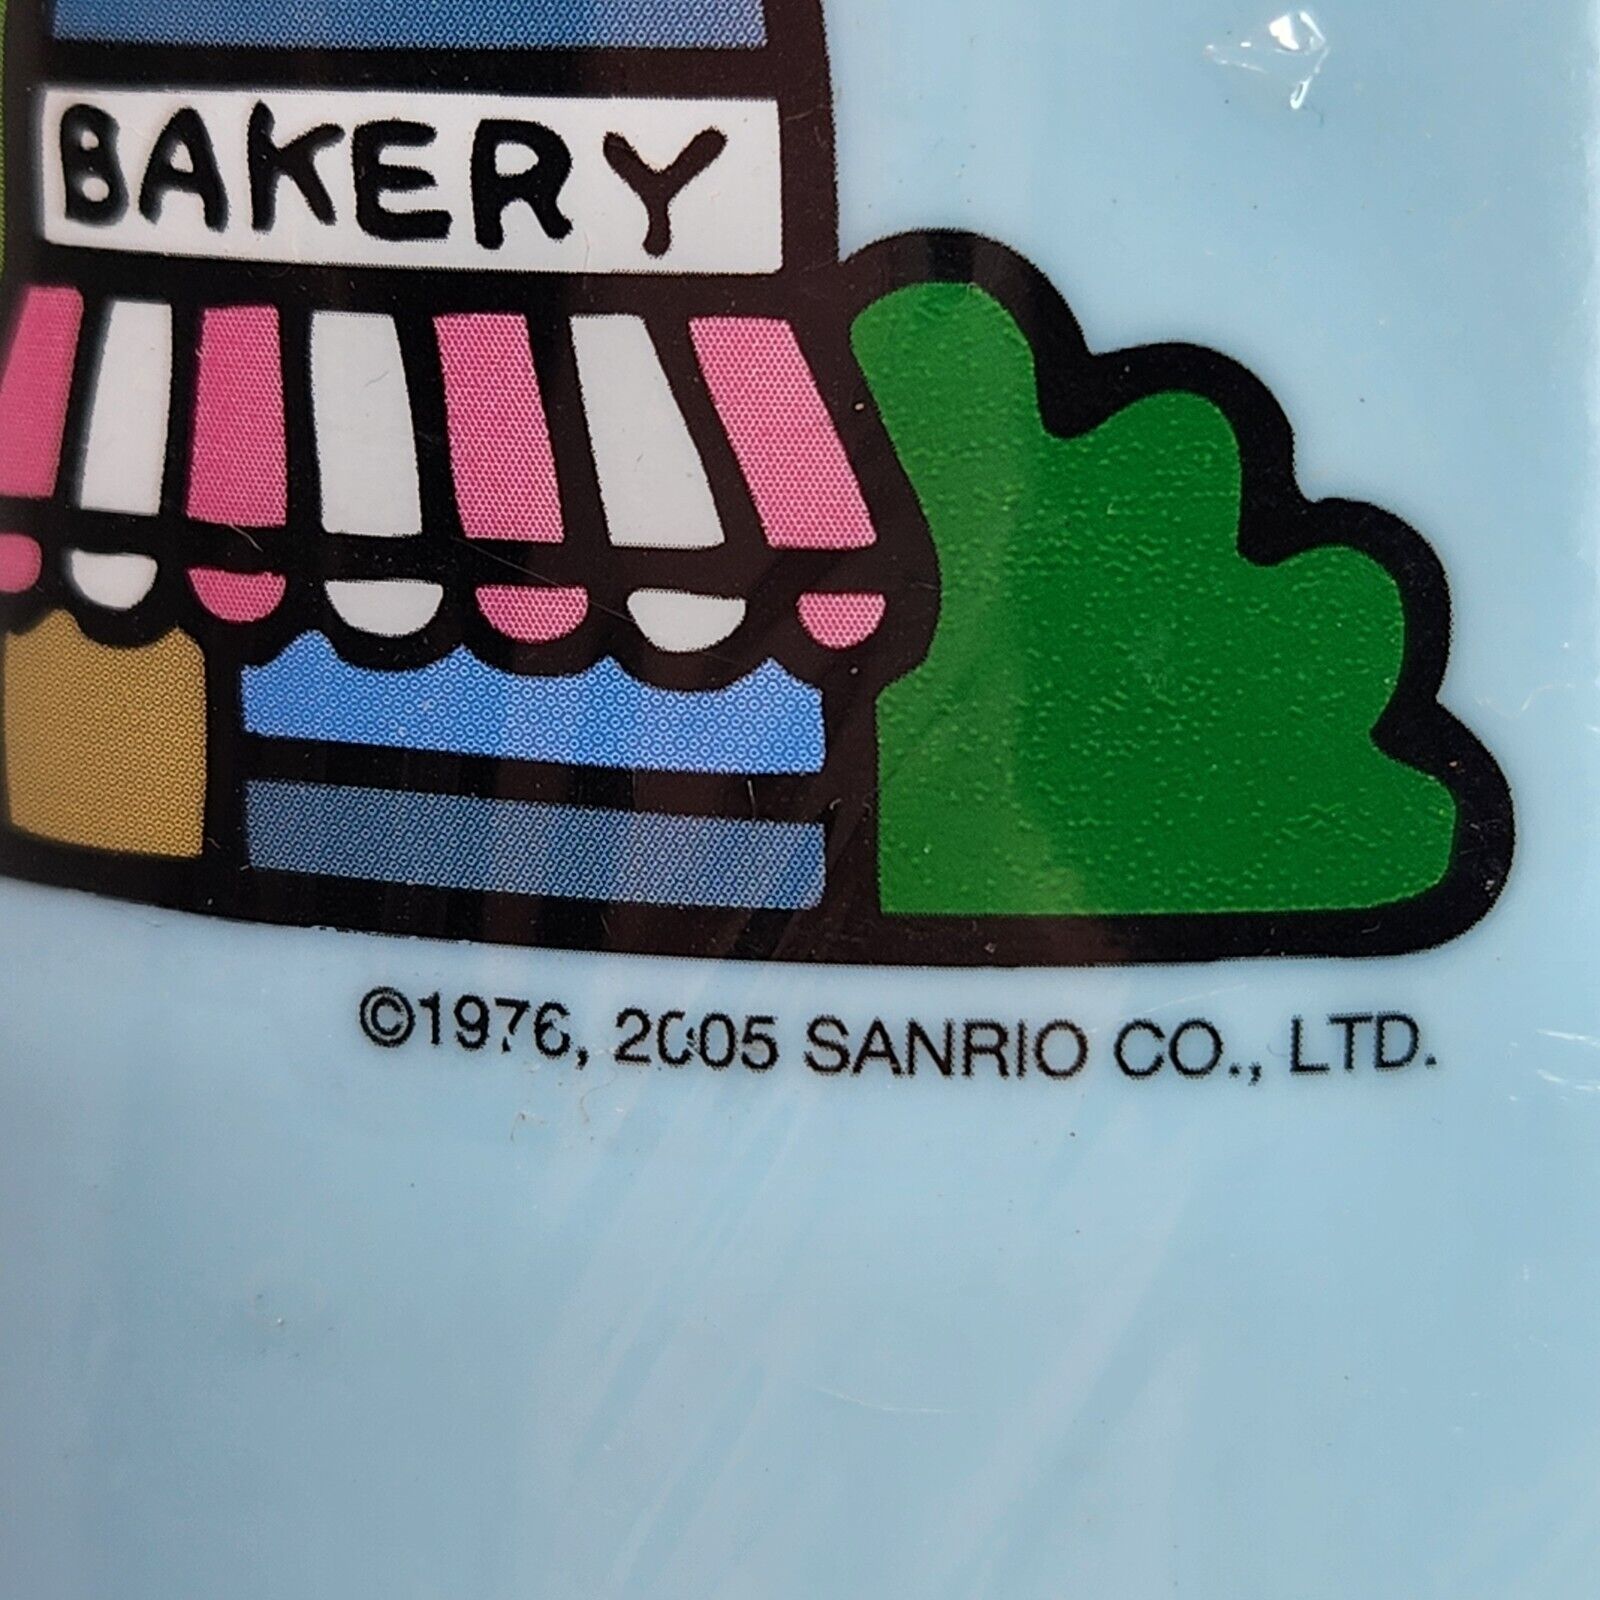 BAKERY
©1976, 2005 SANRIO CO., LTD.